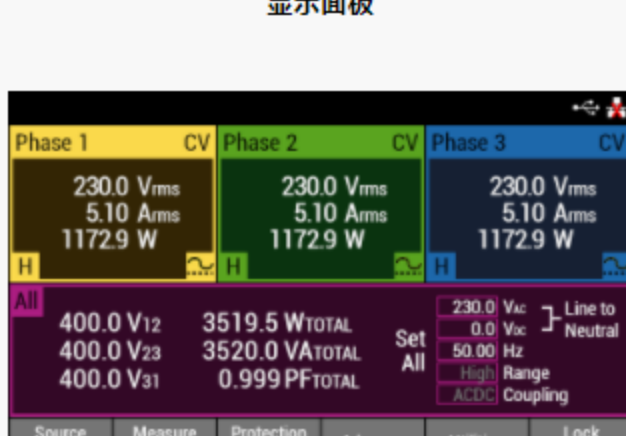 显示面板
Phase 1 CV Phase 2 CV Phase 3 CV
230.0 Vrms 230.0 Vrms 230.0 Vrms
5.10 Arms 5.10 Arms 5.10 Arms
1172.9 W 1172.9 W 1172.9 W
H H H
All
400.0 V12 3519.5 WTOTAL
400.0 V23 3520.0 VATOTAL
400.0 V31 0.999 PFTOTAL
Set All
230.0 VAC
0.0 VDC
Line to Neutral
50.00 Hz
High Range
ACDC Coupling
Source Measure Protection Lock